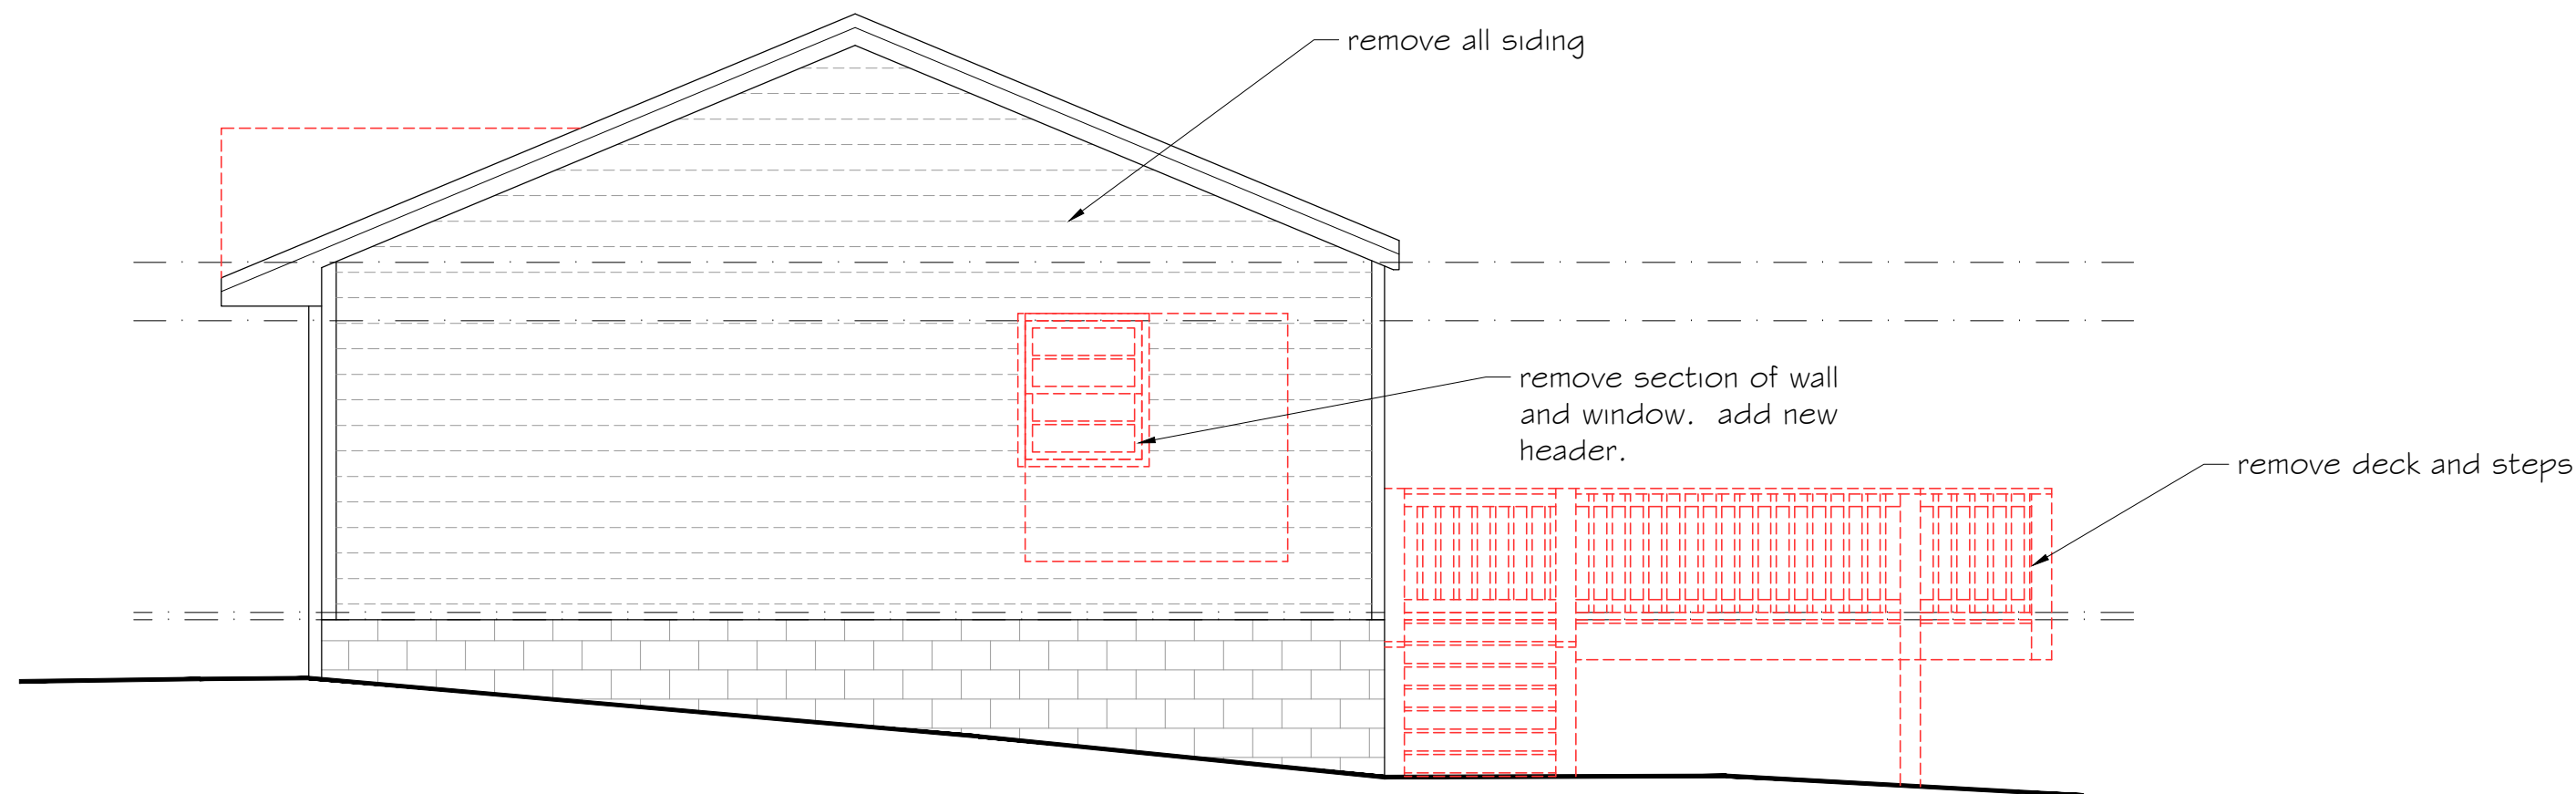 remove all siding
remove section of wall
and window. add new
header.
remove deck and steps